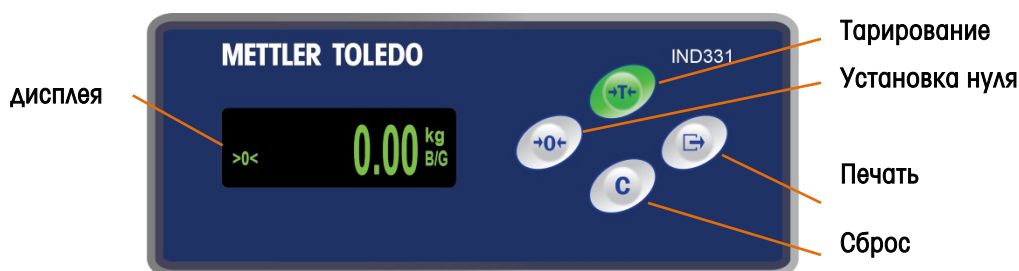 METTLER TOLEDO
IND331
Тарирование
Установка нуля
дисплея
→T←
>0<
0.00 kg
B/G
→0←
C
Печать
Сброс